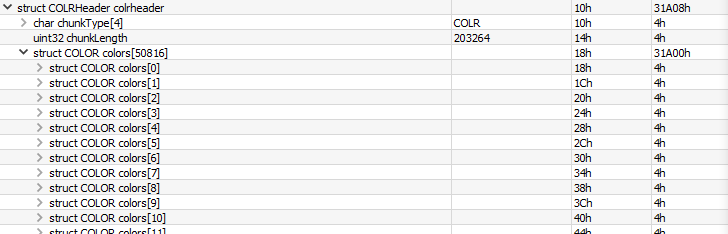 struct COLRHeader colrheader 10h 31A08h
char chunkType[4] COLR 10h 4h
uint32 chunkLength 203264 14h 4h
struct COLOR colors[50816] 18h 31A00h
struct COLOR colors[0] 18h 4h
struct COLOR colors[1] 1Ch 4h
struct COLOR colors[2] 20h 4h
struct COLOR colors[3] 24h 4h
struct COLOR colors[4] 28h 4h
struct COLOR colors[5] 2Ch 4h
struct COLOR colors[6] 30h 4h
struct COLOR colors[7] 34h 4h
struct COLOR colors[8] 38h 4h
struct COLOR colors[9] 3Ch 4h
struct COLOR colors[10] 40h 4h
struct COLOR colors[11] 44h 4h